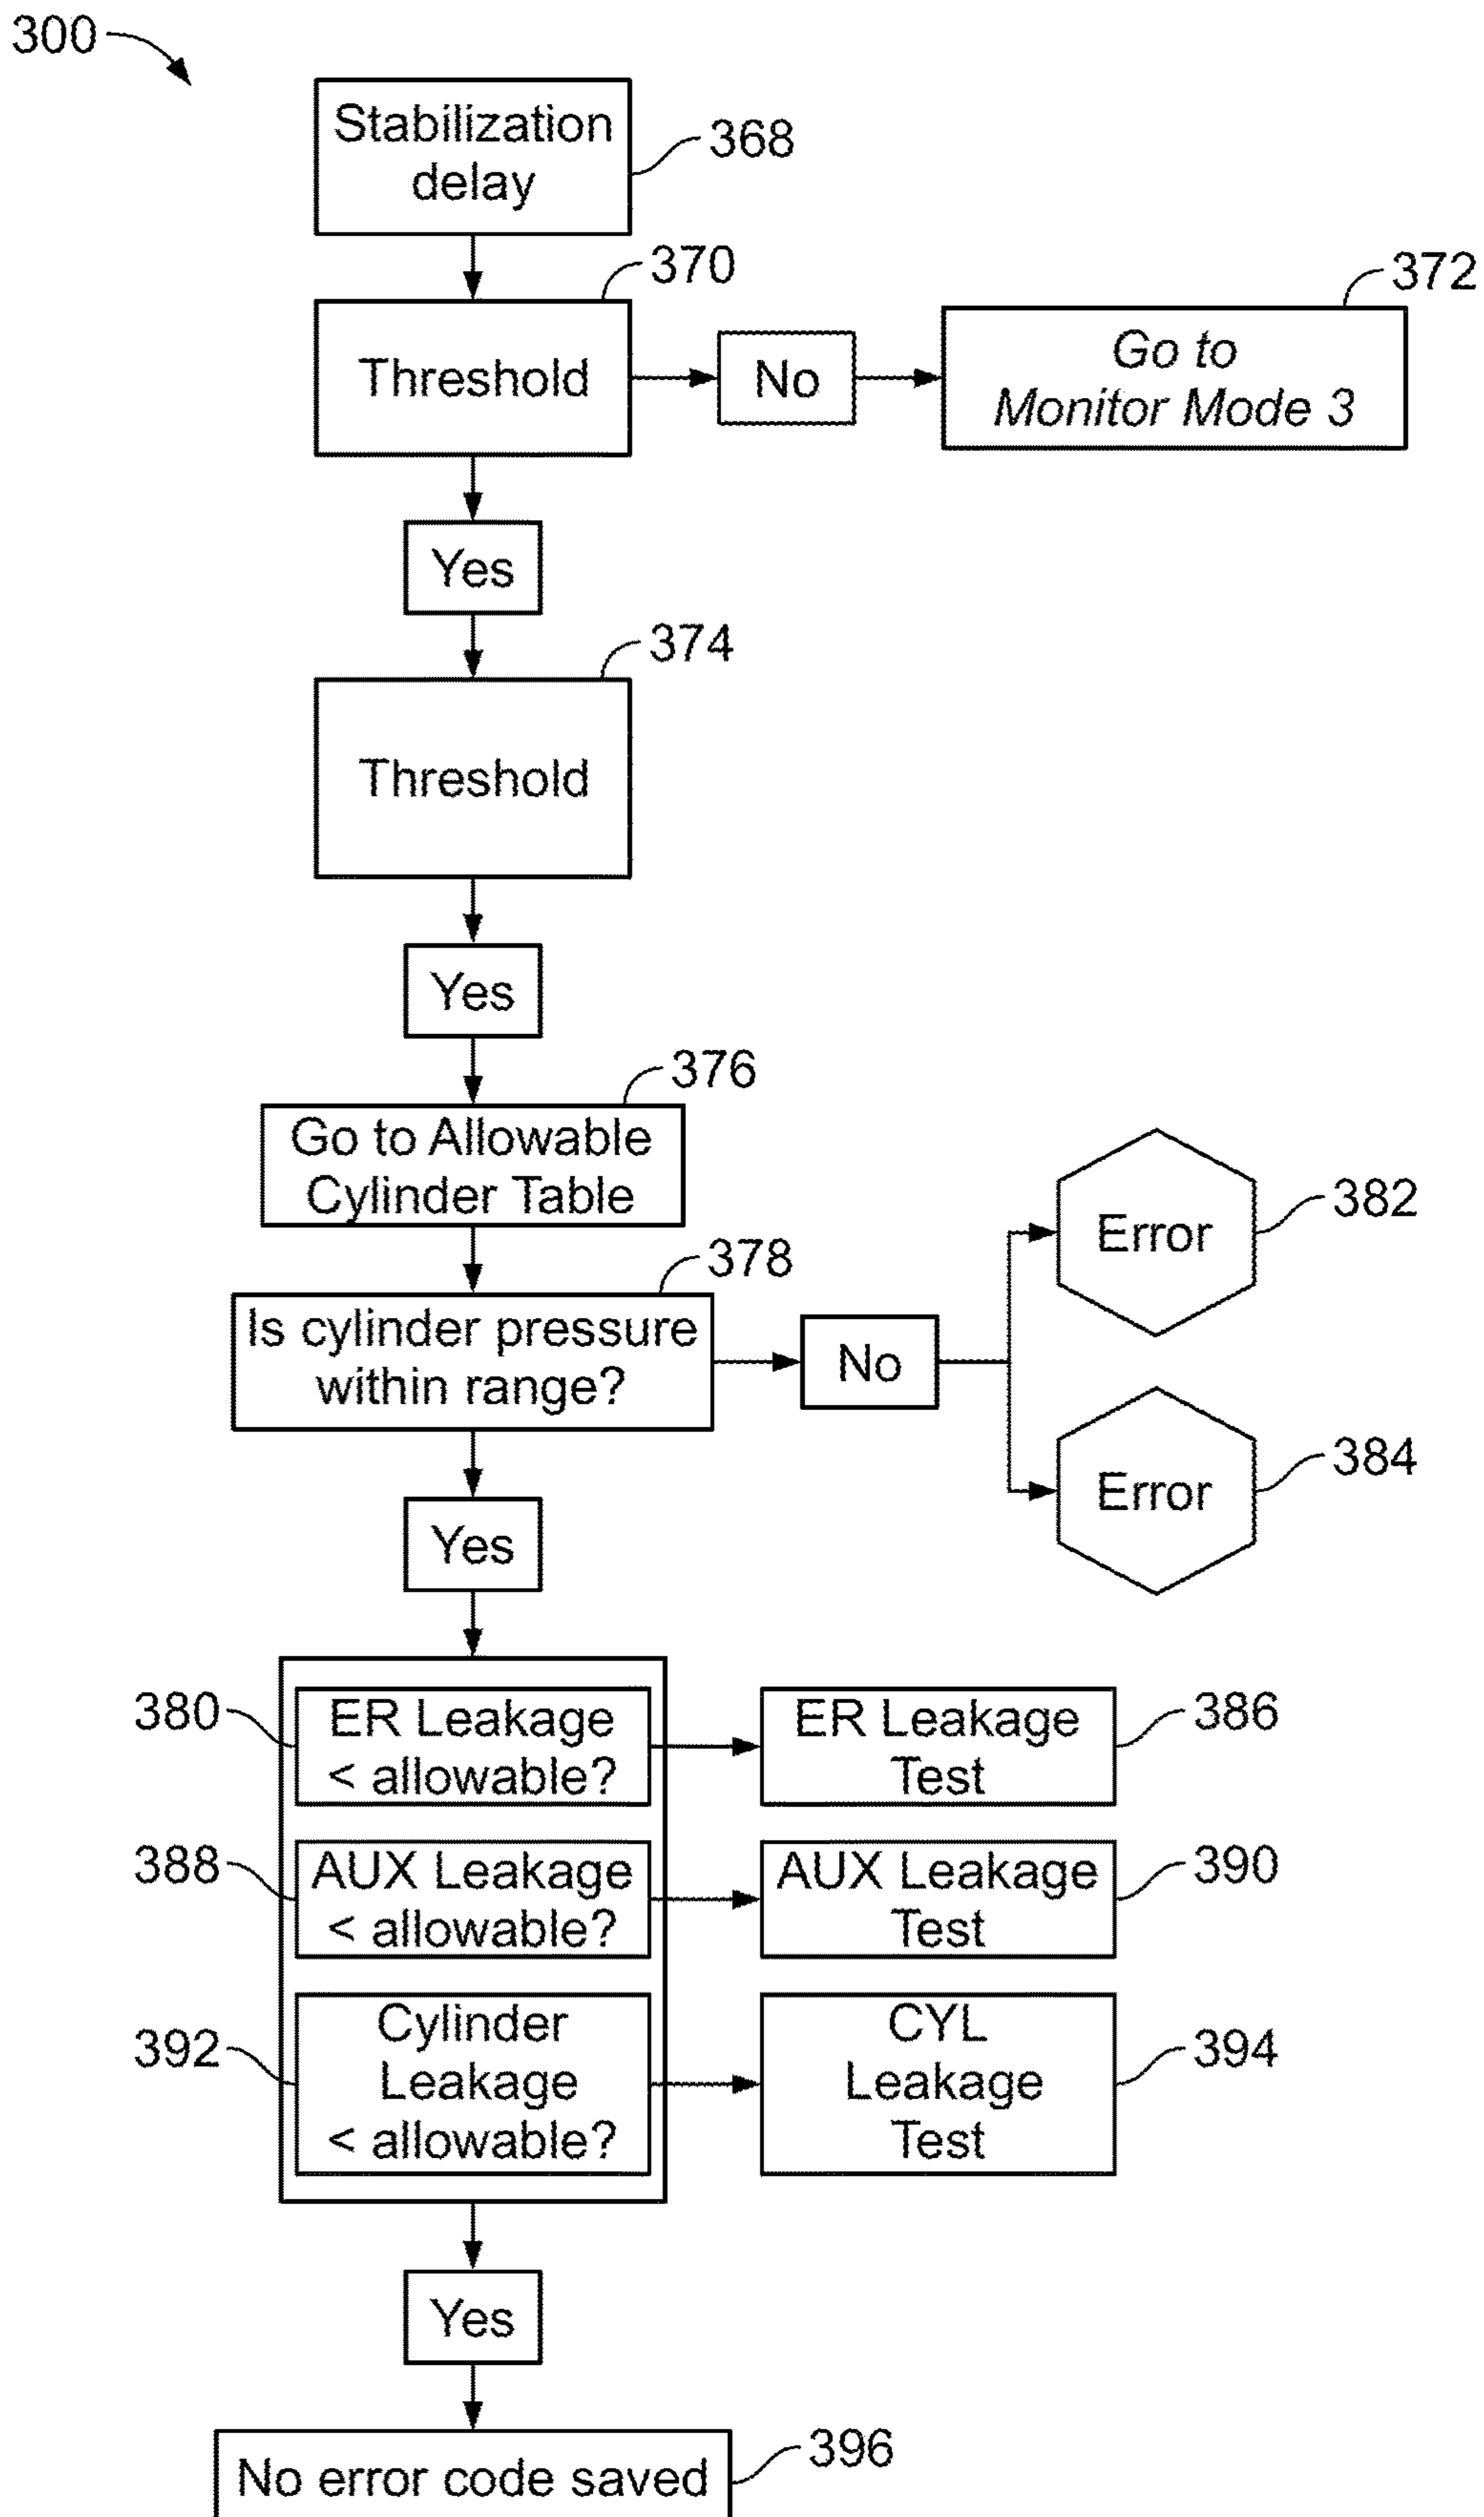 300
Stabilization
delay
368
370
Threshold
No
372
Go to
Monitor Mode 3
Yes
374
Threshold
Yes
376
Go to Allowable
Cylinder Table
378
Is cylinder pressure
within range?
No
Error
382
Error
384
Yes
380
ER Leakage
< allowable?
ER Leakage
Test
386
388
AUX Leakage
< allowable?
AUX Leakage
Test
390
392
Cylinder
Leakage
< allowable?
CYL
Leakage
Test
394
Yes
No error code saved
396